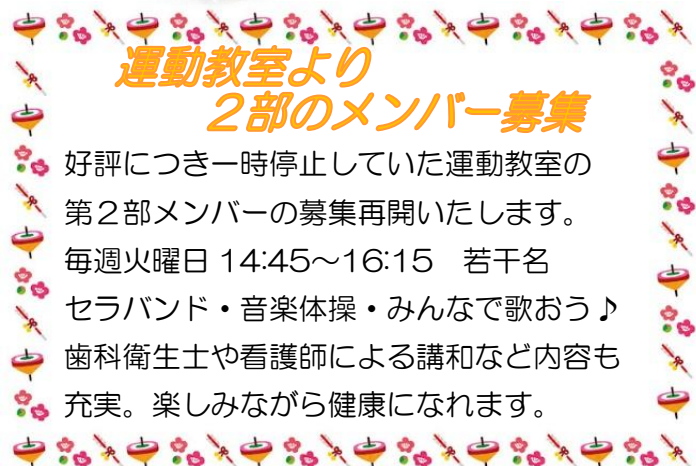 運動教室より
２部のメンバー募集
好評につき一時停止していた運動教室の
第２部メンバーの募集再開いたします。
毎週火曜日 14:45～16:15　若干名
セラバンド・音楽体操・みんなで歌おう♪
歯科衛生士や看護師による講和など内容も
充実。楽しみながら健康になれます。